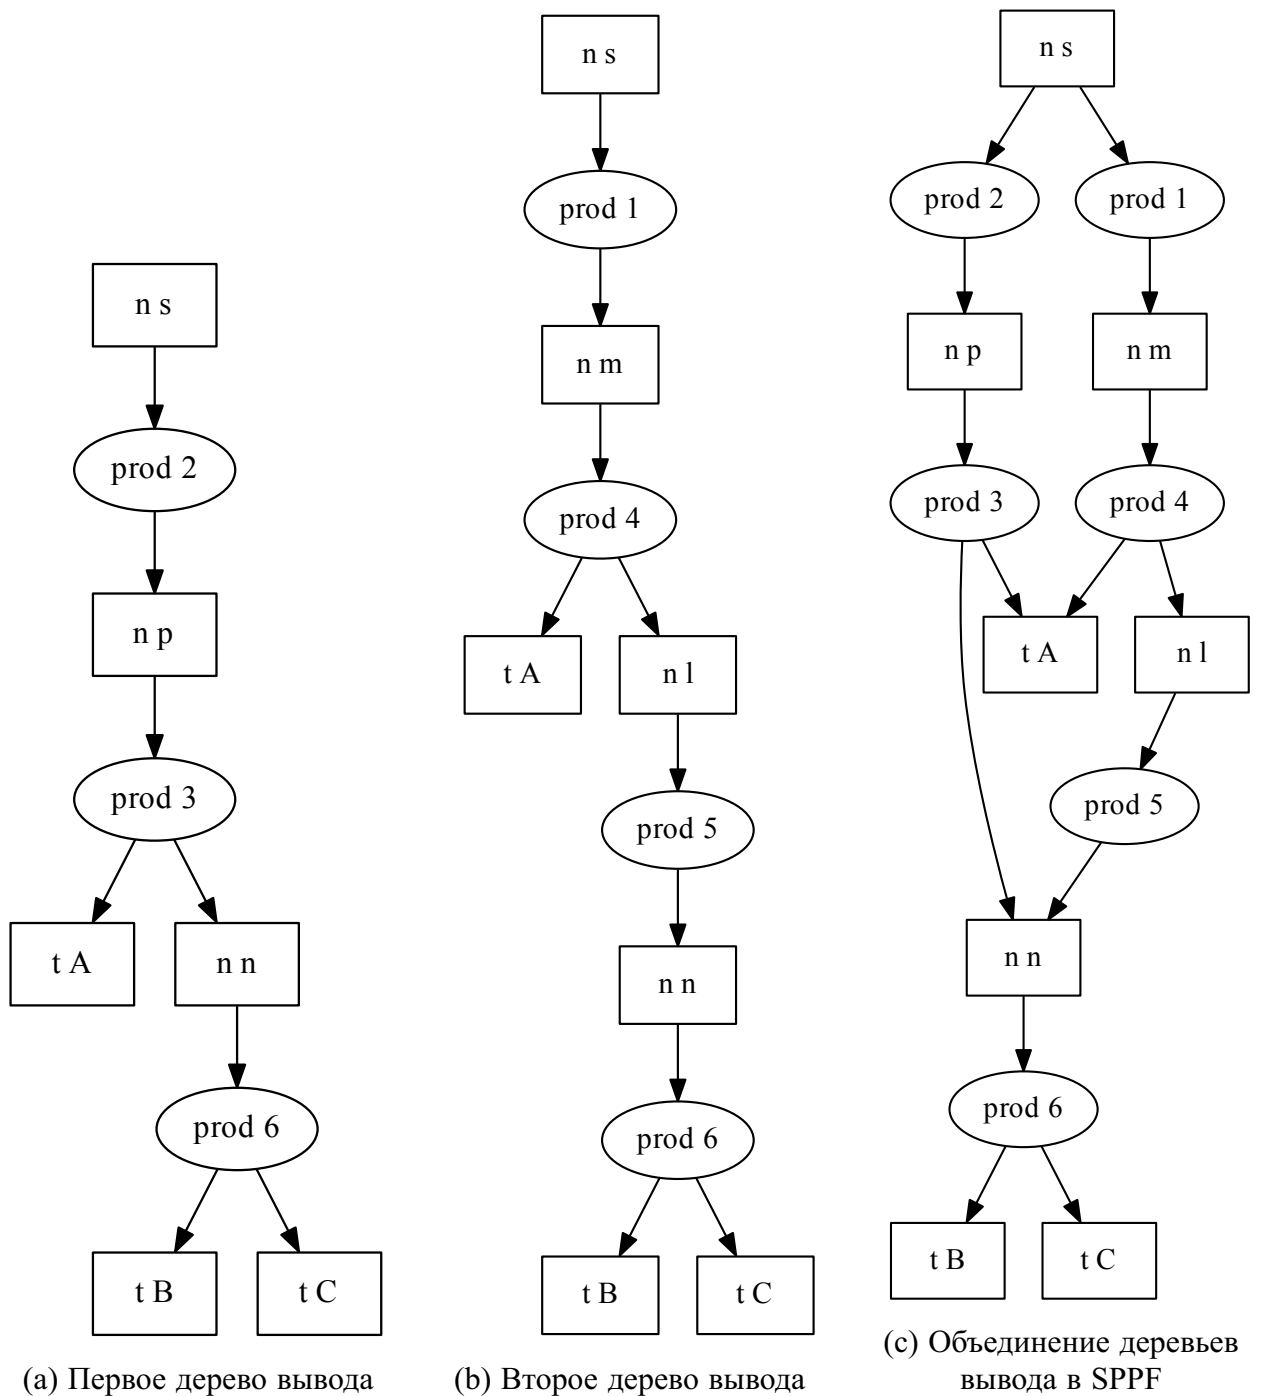 n s
prod 2
n p
prod 3
t A
n n
prod 6
t B
t C
(a) Первое дерево вывода
n s
prod 1
n m
prod 4
t A
n l
prod 5
n n
prod 6
t B
t C
(b) Второе дерево вывода
n s
prod 2
prod 1
n p
n m
prod 3
prod 4
t A
n l
prod 5
n n
prod 6
t B
t C
(c) Объединение деревьев
вывода в SPPF